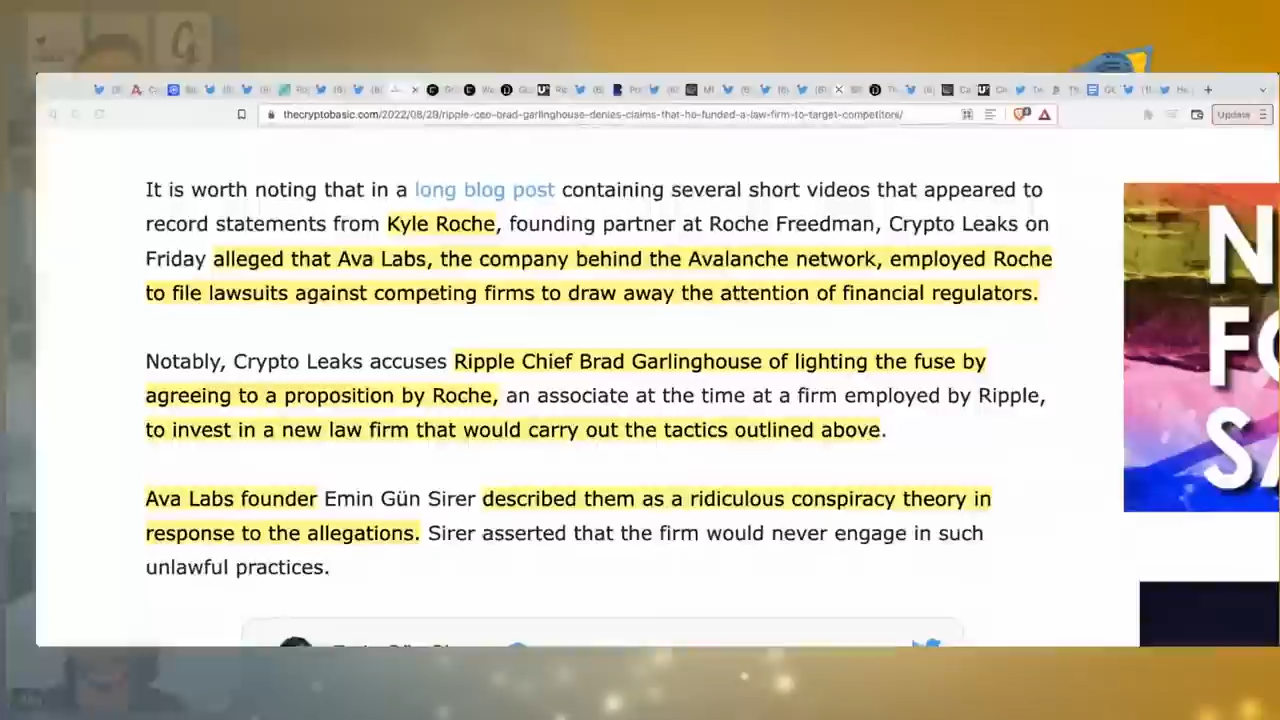 thecryptobasic.com/2022/08/29/ripple-ceo-brad-garlinghouse-denies-claims-that-he-funded-a-law-firm-to-target-competitors/
Update
It is worth noting that in a long blog post containing several short videos that appeared to
record statements from Kyle Roche, founding partner at Roche Freedman, Crypto Leaks on
Friday alleged that Ava Labs, the company behind the Avalanche network, employed Roche
to file lawsuits against competing firms to draw away the attention of financial regulators.
Notably, Crypto Leaks accuses Ripple Chief Brad Garlinghouse of lighting the fuse by
agreeing to a proposition by Roche, an associate at the time at a firm employed by Ripple,
to invest in a new law firm that would carry out the tactics outlined above.
Ava Labs founder Emin Gün Sirer described them as a ridiculous conspiracy theory in
response to the allegations. Sirer asserted that the firm would never engage in such
unlawful practices.